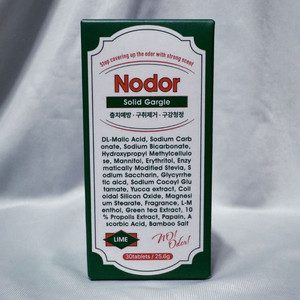 Stop covering up the odor with strong scent
Nodor
Solid Gargle
충치예방 · 구취제거 · 구강청정
DL-Malic Acid, Sodium Carb
onate, Sodium Bicarbonate,
Hydroxypropyl Methylcellulo
se, Mannitol, Erythritol, Enzy
matically Modified Stevia, S
odium Saccharin, Glycyrrhe
tic acid, Sodium Cocoyl Glu
tamate, Yucca extract, Coll
oidal Silicon Oxide, Magnesi
um Stearate, Fragrance, L-M
enthol, Green tea Extract, 10
% Propolis Extract, Papain, A
scorbic Acid, Bamboo Salt
LIME
NO! Odor!
30tablets / 25.6g